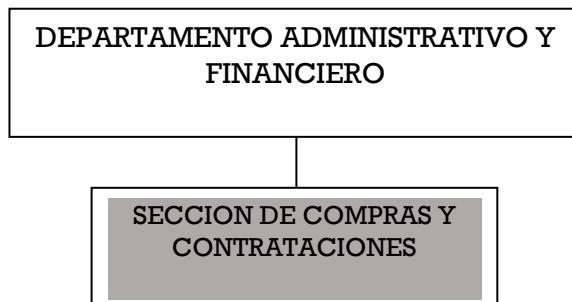 DEPARTAMENTO ADMINISTRATIVO Y
FINANCIERO
SECCION DE COMPRAS Y
CONTRATACIONES